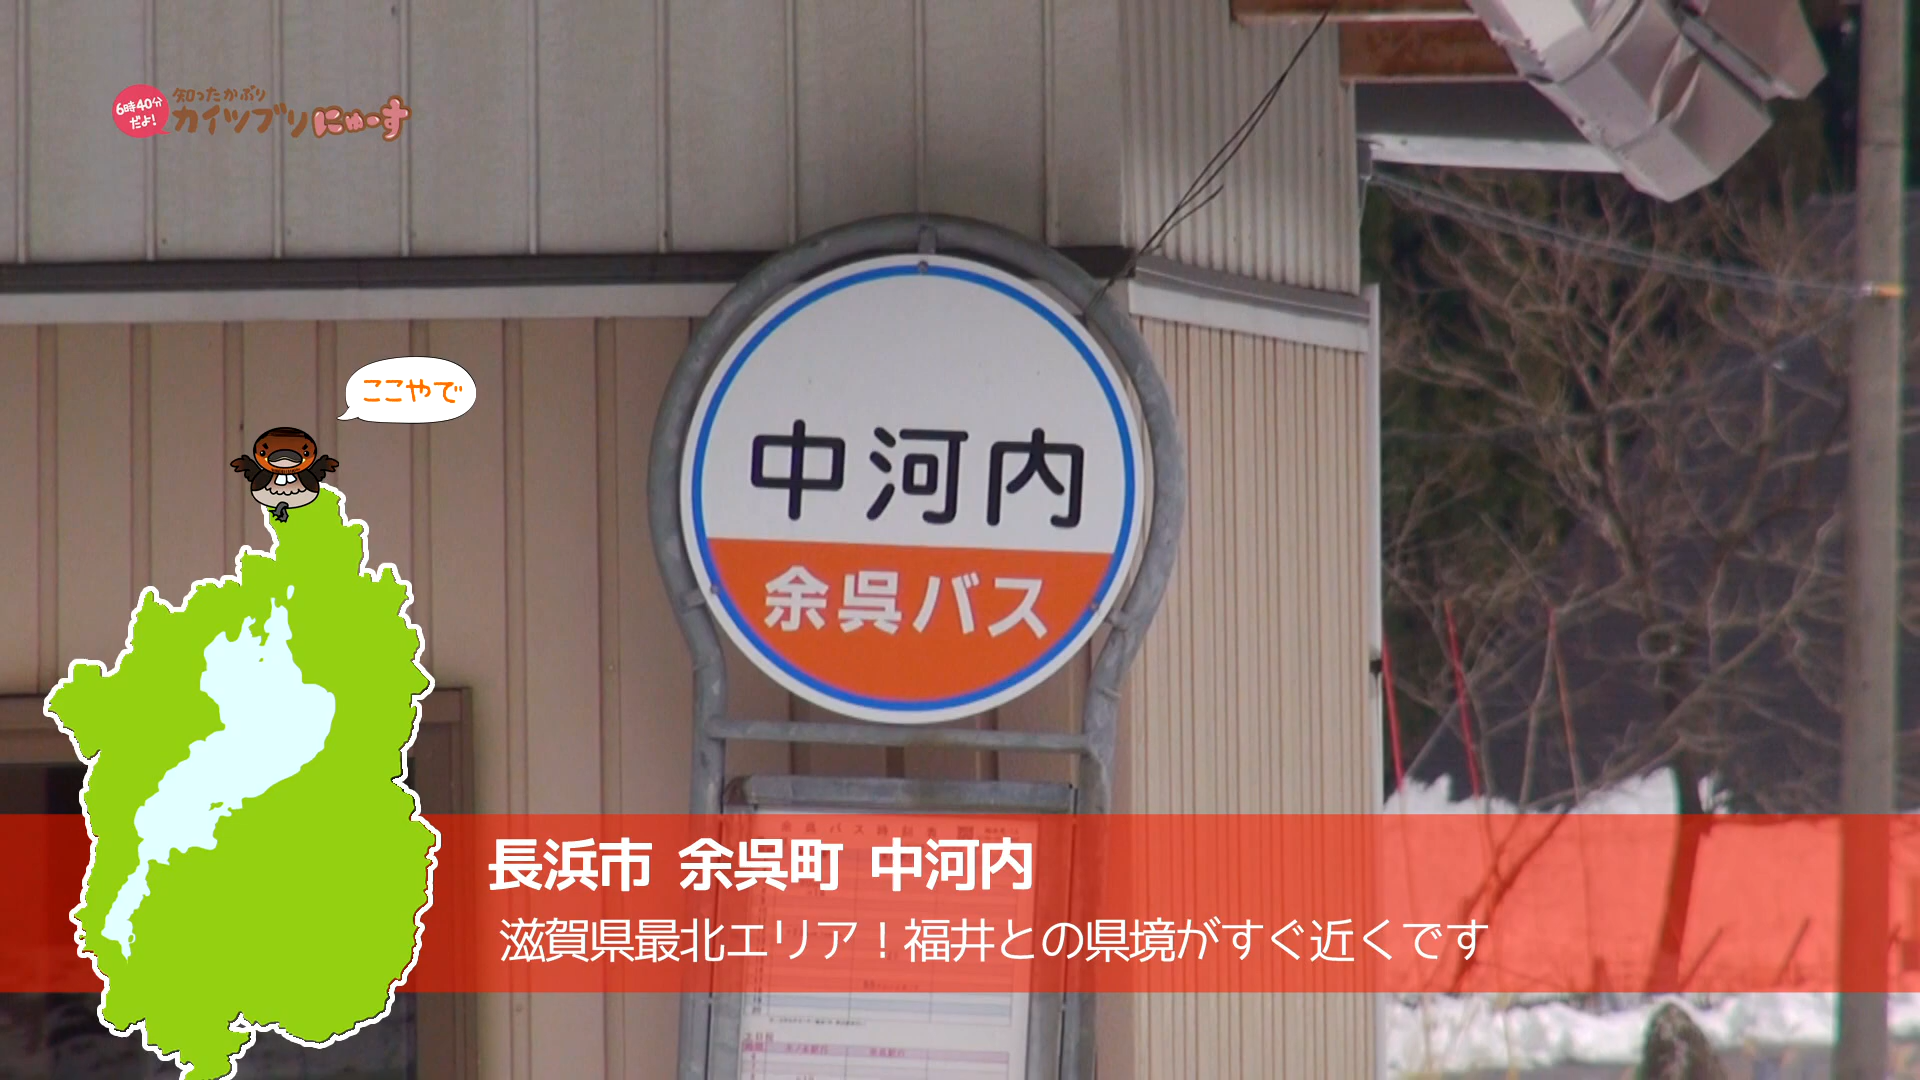 6時40分
だよ!
知ったかぶり
カイツブリにゅーす
ここやで
中河内
余呉バス
長浜市 余呉町 中河内
滋賀県最北エリア！福井との県境がすぐ近くです